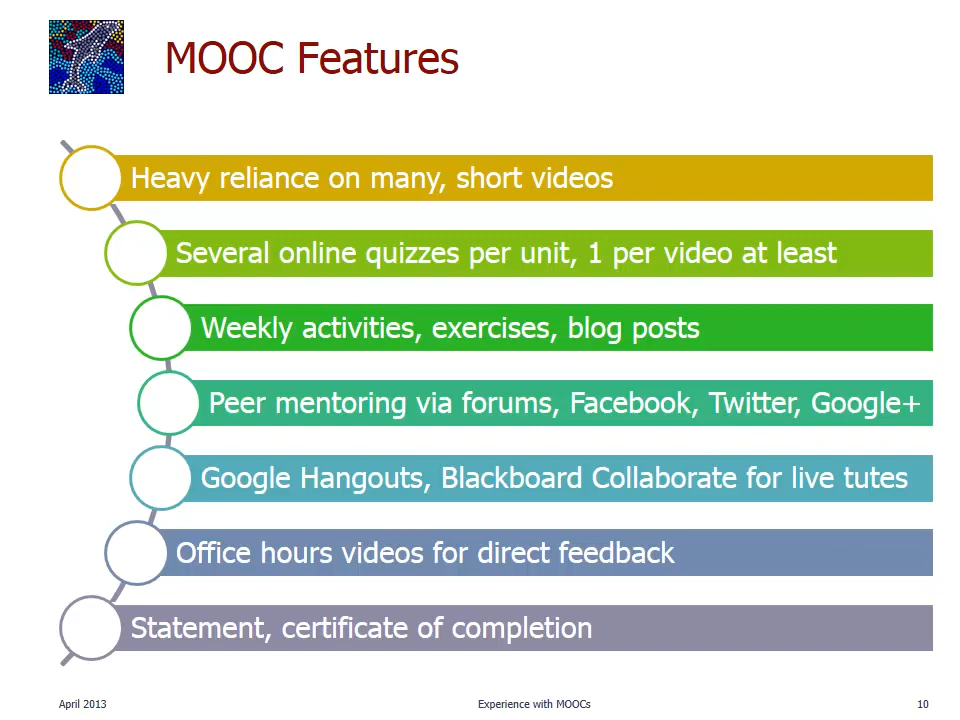 MOOC Features
Heavy reliance on many, short videos
Several online quizzes per unit, 1 per video at least
Weekly activities, exercises, blog posts
Peer mentoring via forums, Facebook, Twitter, Google+
Google Hangouts, Blackboard Collaborate for live tutes
Office hours videos for direct feedback
Statement, certificate of completion
April 2013
Experience with MOOCs
10